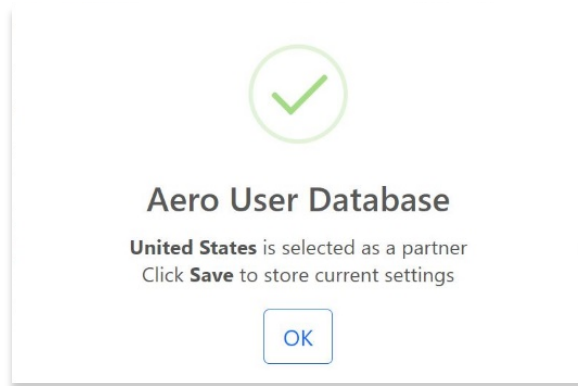 Aero User Database
United States is selected as a partner
Click Save to store current settings
OK